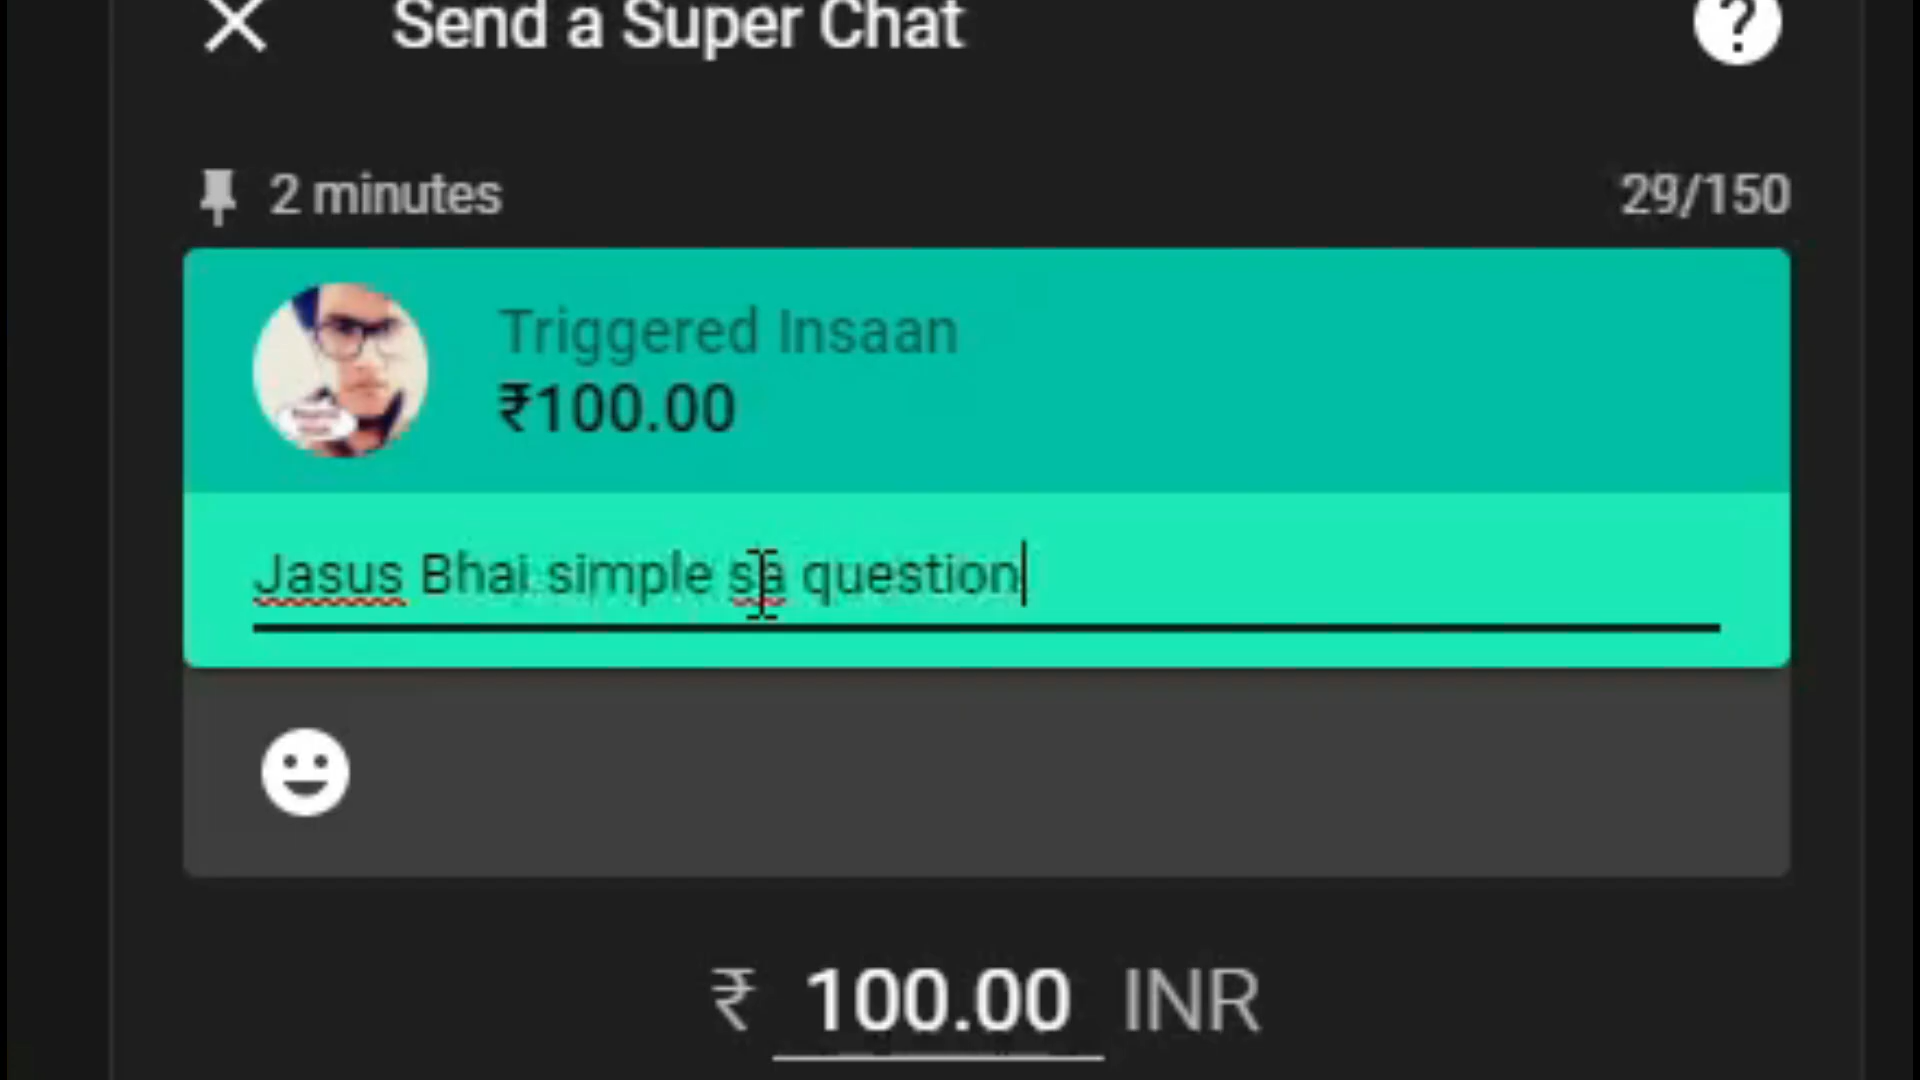 Send a Super Chat
2 minutes
29/150
Triggered Insaan
₹100.00
Jasus Bhai simple sa question
₹ 100.00 INR